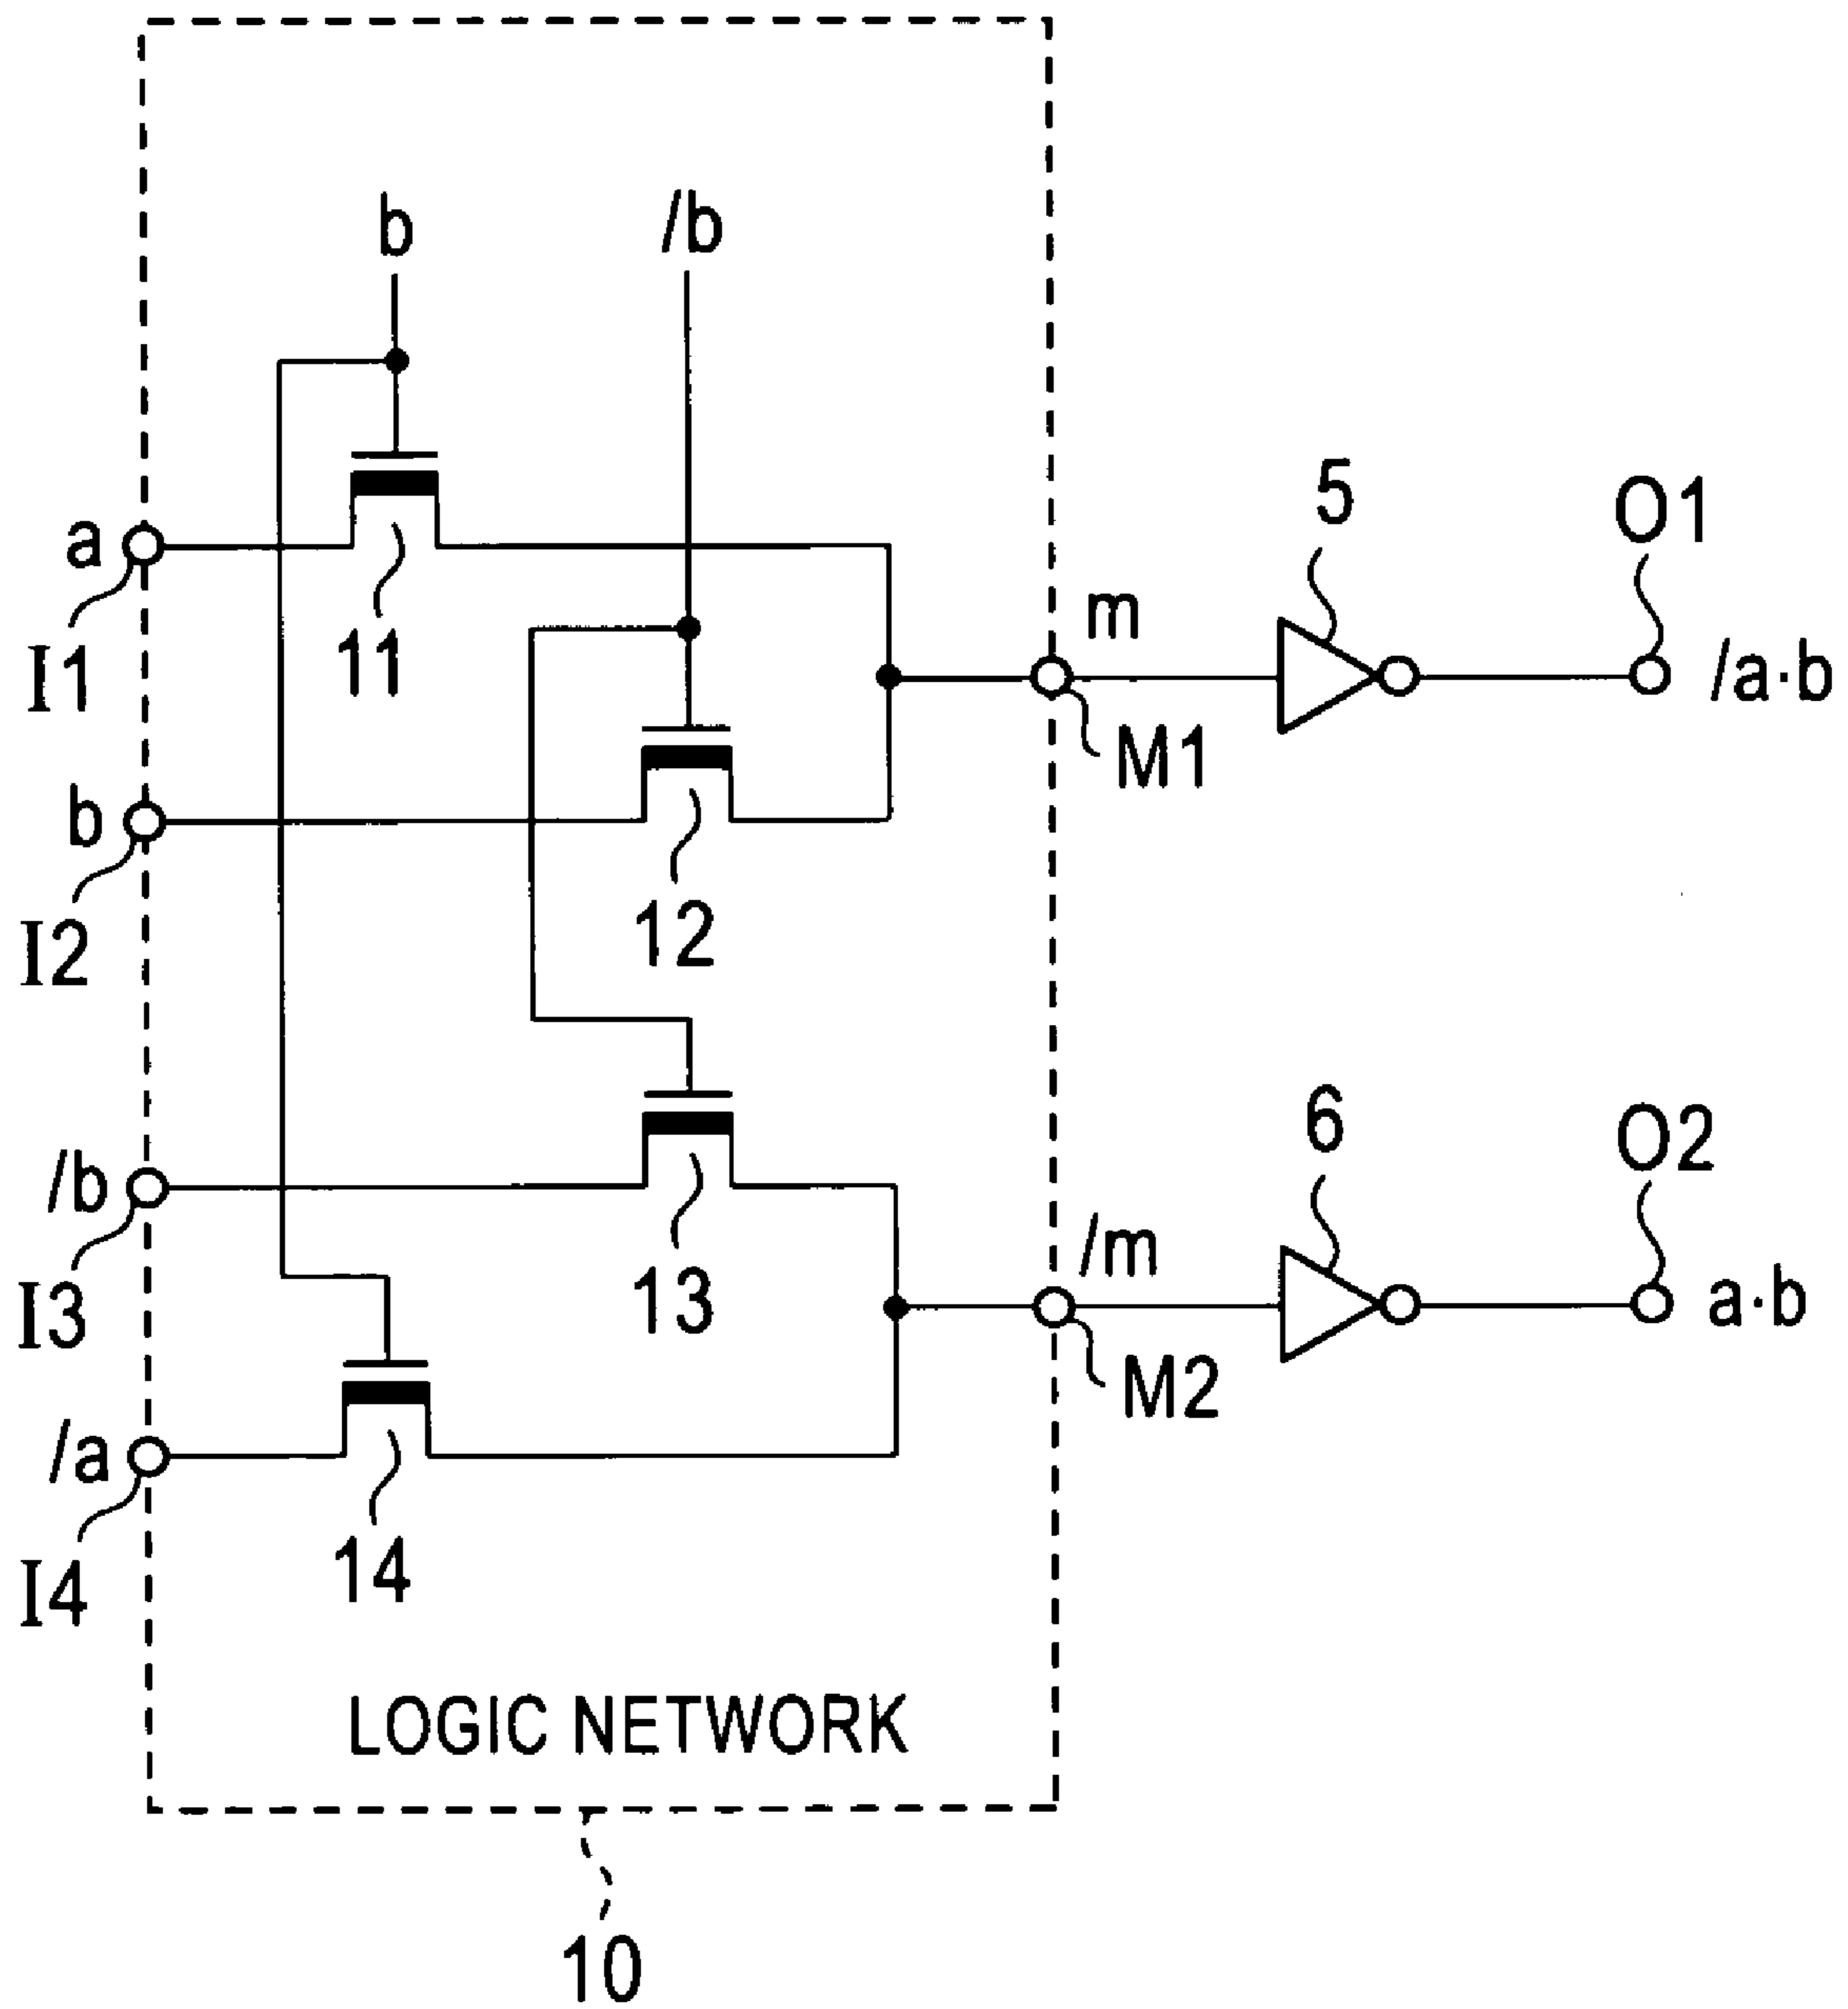 b
/b
a
I1
11
m
M1
5
O1
/a·b
b
I2
12
/b
I3
13
/m
M2
6
O2
a·b
/a
I4
14
LOGIC NETWORK
10